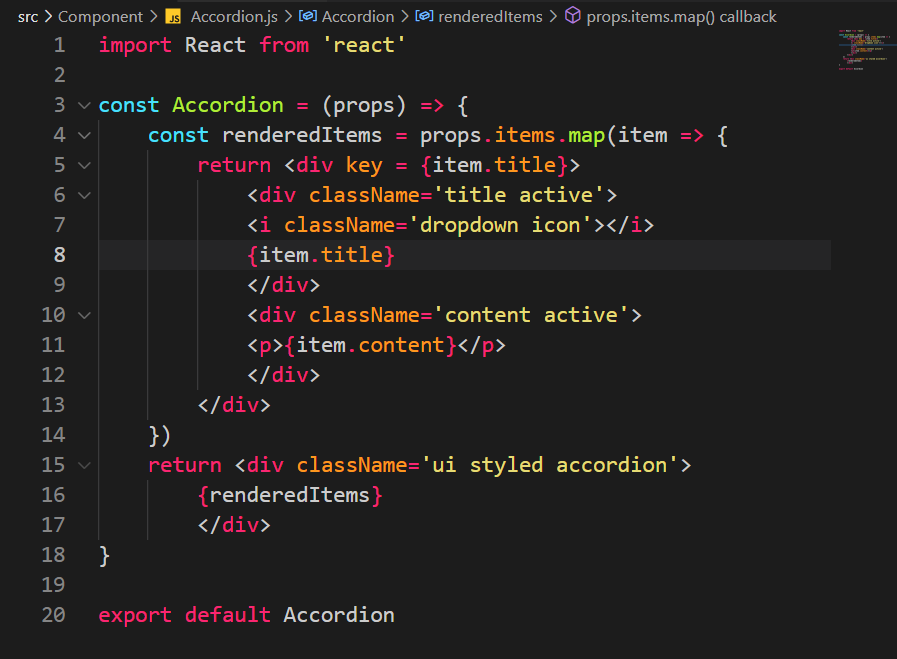 src > Component > JS Accordion.js > Accordion > renderedItems > props.items.map() callback
1 import React from 'react'
2
3 const Accordion = (props) => {
4     const renderedItems = props.items.map(item => {
5         return <div key = {item.title}>
6             <div className='title active'>
7             <i className='dropdown icon'></i>
8             {item.title}
9             </div>
10             <div className='content active'>
11             <p>{item.content}</p>
12             </div>
13         </div>
14     })
15     return <div className='ui styled accordion'>
16         {renderedItems}
17         </div>
18 }
19
20 export default Accordion